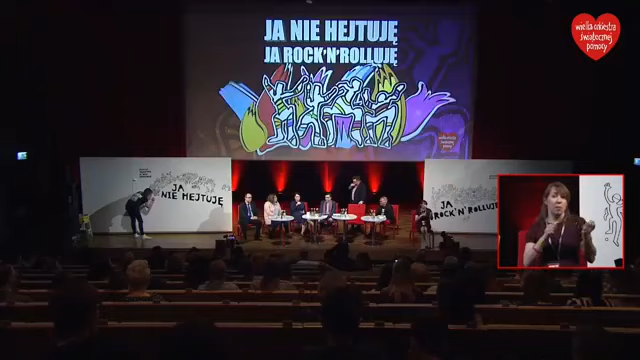 JA NIE HEJTUJĘ
JA ROCK'N'ROLLUJĘ
wielka orkiestra
świątecznej
pomocy
JA
NIE HEJTUJĘ
JA
ROCK'N'ROLLUJĘ